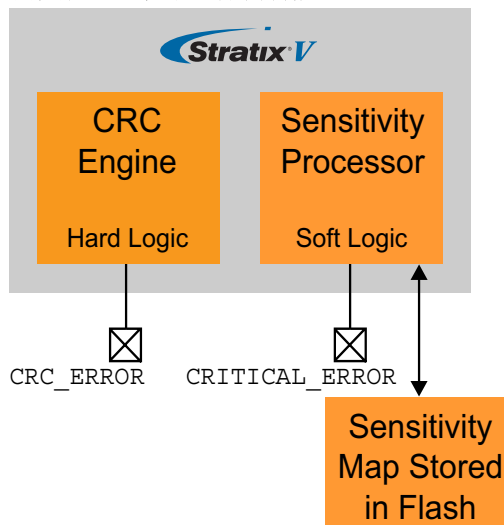 Stratix V
CRC
Engine
Hard Logic
Sensitivity
Processor
Soft Logic
CRC_ERROR
CRITICAL_ERROR
Sensitivity
Map Stored
in Flash